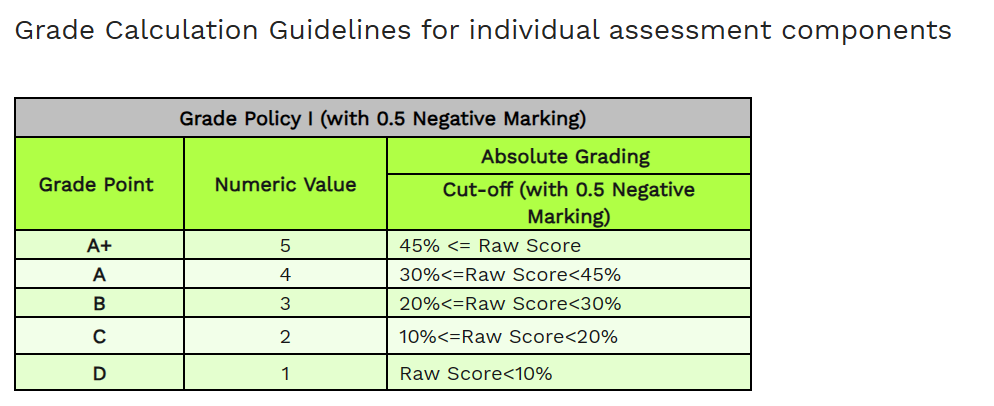 Grade Calculation Guidelines for individual assessment components
Grade Policy I (with 0.5 Negative Marking)
Grade Point
Numeric Value
Absolute Grading
Cut-off (with 0.5 Negative
Marking)
A+ 5 45% <= Raw Score
A 4 30%<=Raw Score<45%
B 3 20%<=Raw Score<30%
C 2 10%<=Raw Score<20%
D 1 Raw Score<10%